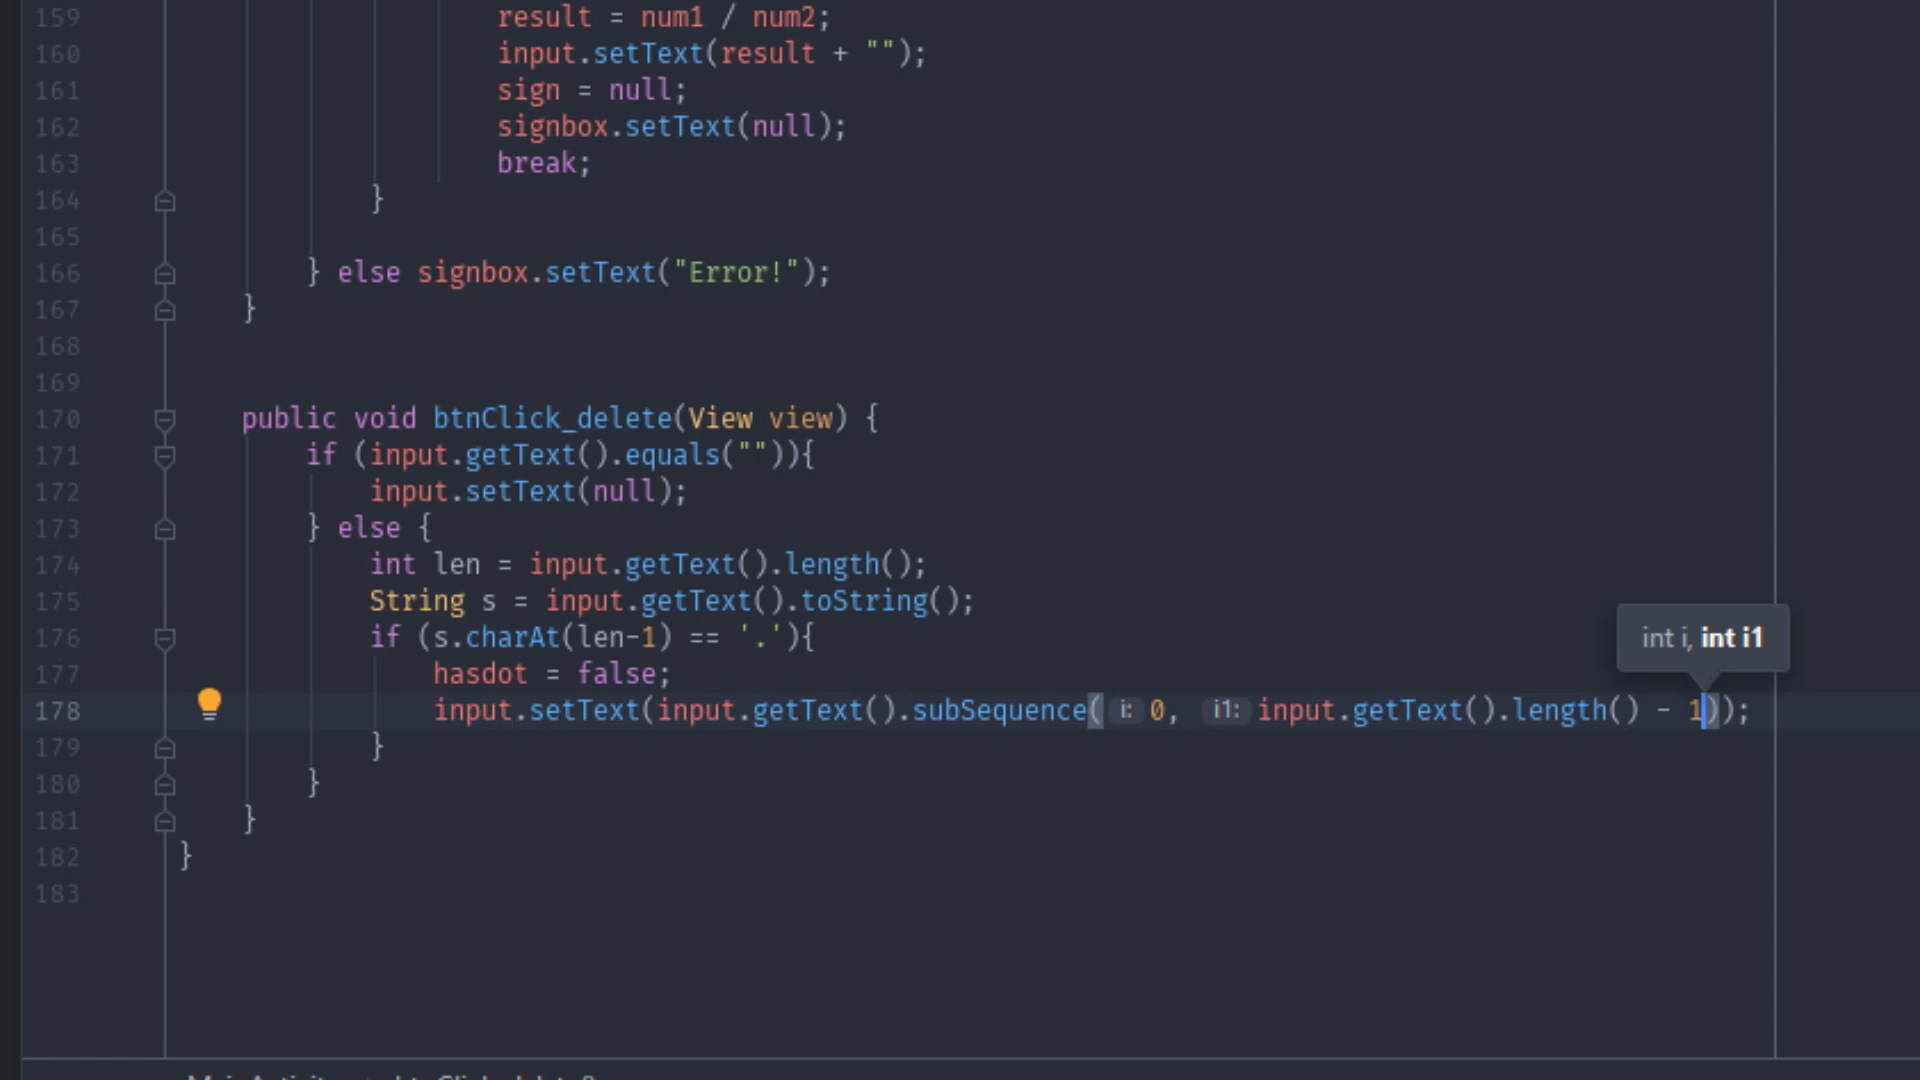 159 result = num1 / num2;
160 input.setText(result + "");
161 sign = null;
162 signbox.setText(null);
163 break;
164 }
165
166 } else signbox.setText("Error!");
167 }
168
169
170 public void btnClick_delete(View view) {
171 if (input.getText().equals("")){
172 input.setText(null);
173 } else {
174 int len = input.getText().length();
175 String s = input.getText().toString();
176 if (s.charAt(len-1) == '.'){
int i, int i1
177 hasdot = false;
178 input.setText(input.getText().subSequence( i: 0, i1: input.getText().length() - 1));
179 }
180 }
181 }
182 }
183